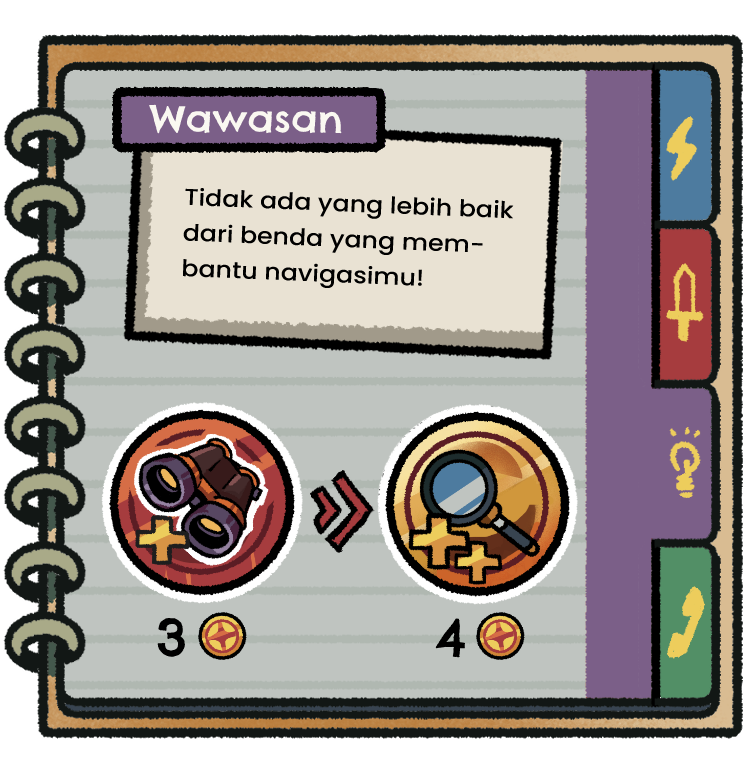 Wawasan
Tidak ada yang lebih baik
dari benda yang mem-
bantu navigasimu!
3
4